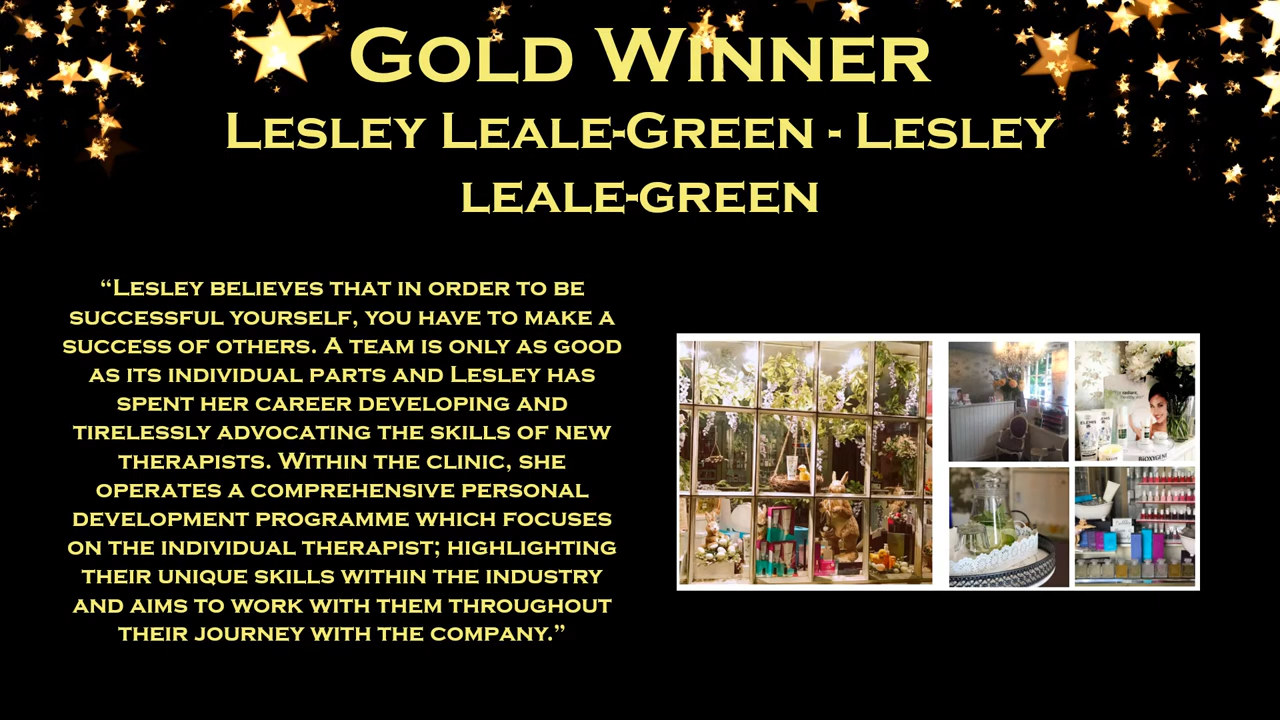 Gold Winner
Lesley Leale-Green - Lesley
leale-green
“Lesley believes that in order to be
successful yourself, you have to make a
success of others. A team is only as good
as its individual parts and Lesley has
spent her career developing and
tirelessly advocating the skills of new
therapists. Within the clinic, she
operates a comprehensive personal
development programme which focuses
on the individual therapist; highlighting
their unique skills within the industry
and aims to work with them throughout
their journey with the company.”
ELEMIS
BIOXYGEN